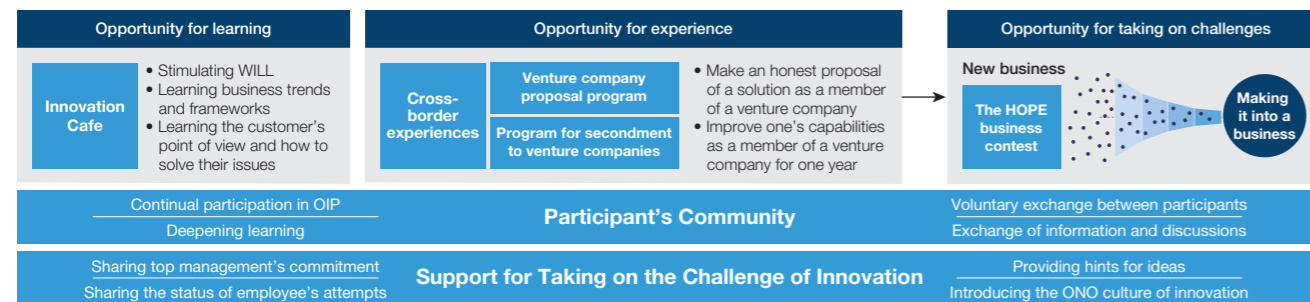 Opportunity for learning
Innovation
Cafe
• Stimulating WILL
• Learning business trends
and frameworks
• Learning the customer's
point of view and how to
solve their issues
Opportunity for experience
Cross-
border
experiences
Venture company
proposal program
Program for secondment
to venture companies
• Make an honest proposal
of a solution as a member
of a venture company
• Improve one's capabilities
as a member of a venture
company for one year
Opportunity for taking on challenges
New business
The HOPE
business
contest
Making
it into a
business
Continual participation in OIP
Deepening learning
Participant's Community
Voluntary exchange between participants
Exchange of information and discussions
Sharing top management's commitment
Sharing the status of employee's attempts
Support for Taking on the Challenge of Innovation
Providing hints for ideas
Introducing the ONO culture of innovation